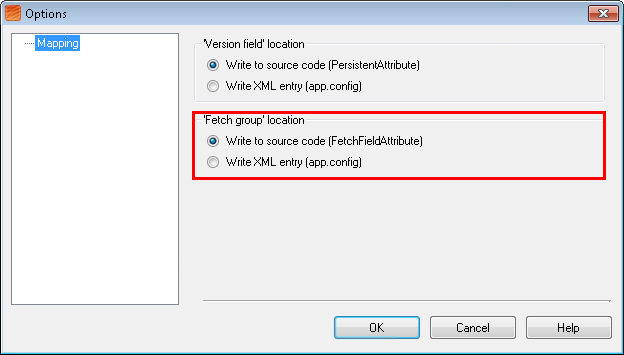 Options
Mapping
'Version field' location
Write to source code (PersistentAttribute)
Write XML entry (app.config)
'Fetch group' location
Write to source code (FetchFieldAttribute)
Write XML entry (app.config)
OK
Cancel
Help